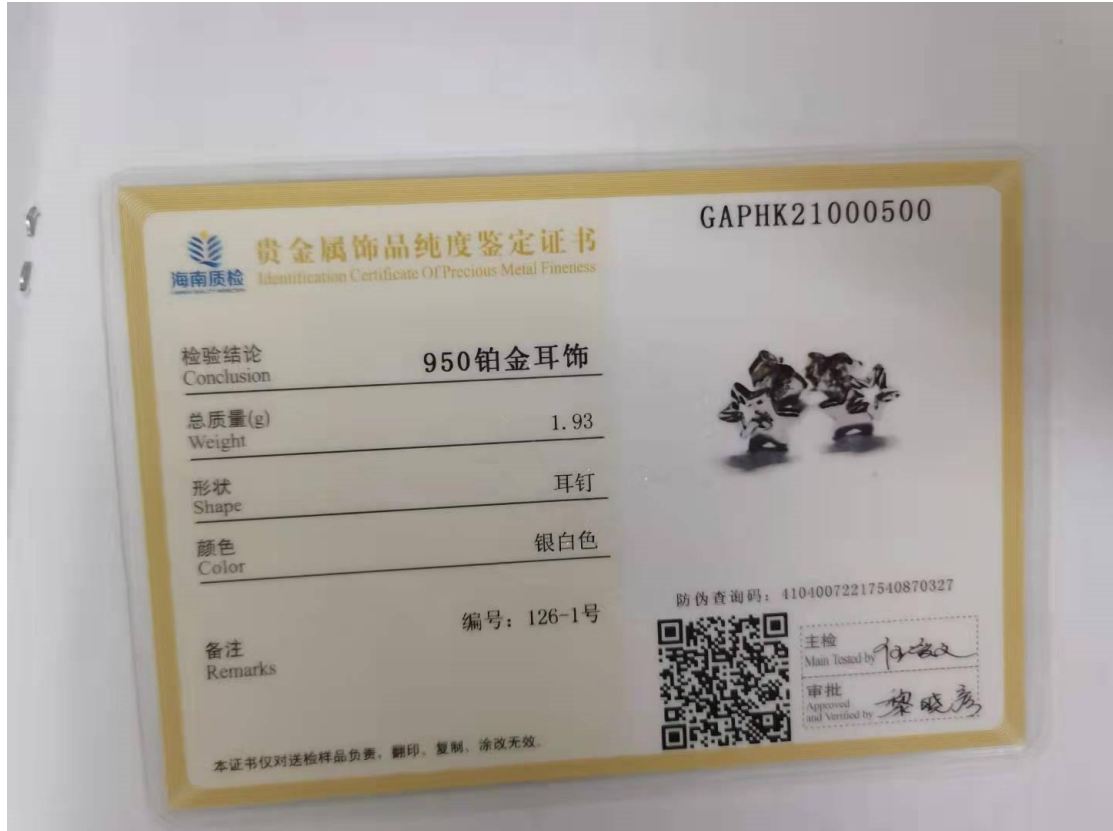 海南质检
贵金属饰品纯度鉴定证书
Identification Certificate Of Precious Metal Fineness
检验结论
Conclusion
950铂金耳饰
总质量(g)
Weight
1.93
形状
Shape
耳钉
颜色
Color
银白色
备注
Remarks
编号：126-1号
本证书仅对送检样品负责，翻印、复制、涂改无效.
GAPHK21000500
防伪查询码：41040072217540870327
主检
Main Tested by
审批
Approved
and Verified by
黎晓彦